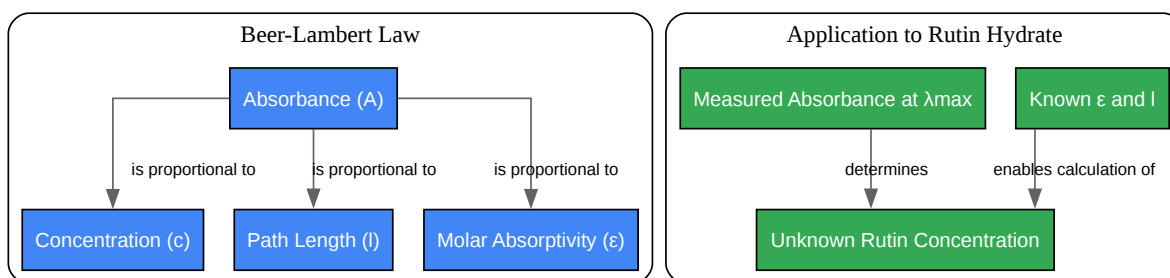 Beer-Lambert Law
Absorbance (A)
is proportional to
is proportional to
is proportional to
Concentration (c)
Path Length (l)
Molar Absorptivity (ε)
Application to Rutin Hydrate
Measured Absorbance at λmax
Known ε and l
determines
enables calculation of
Unknown Rutin Concentration